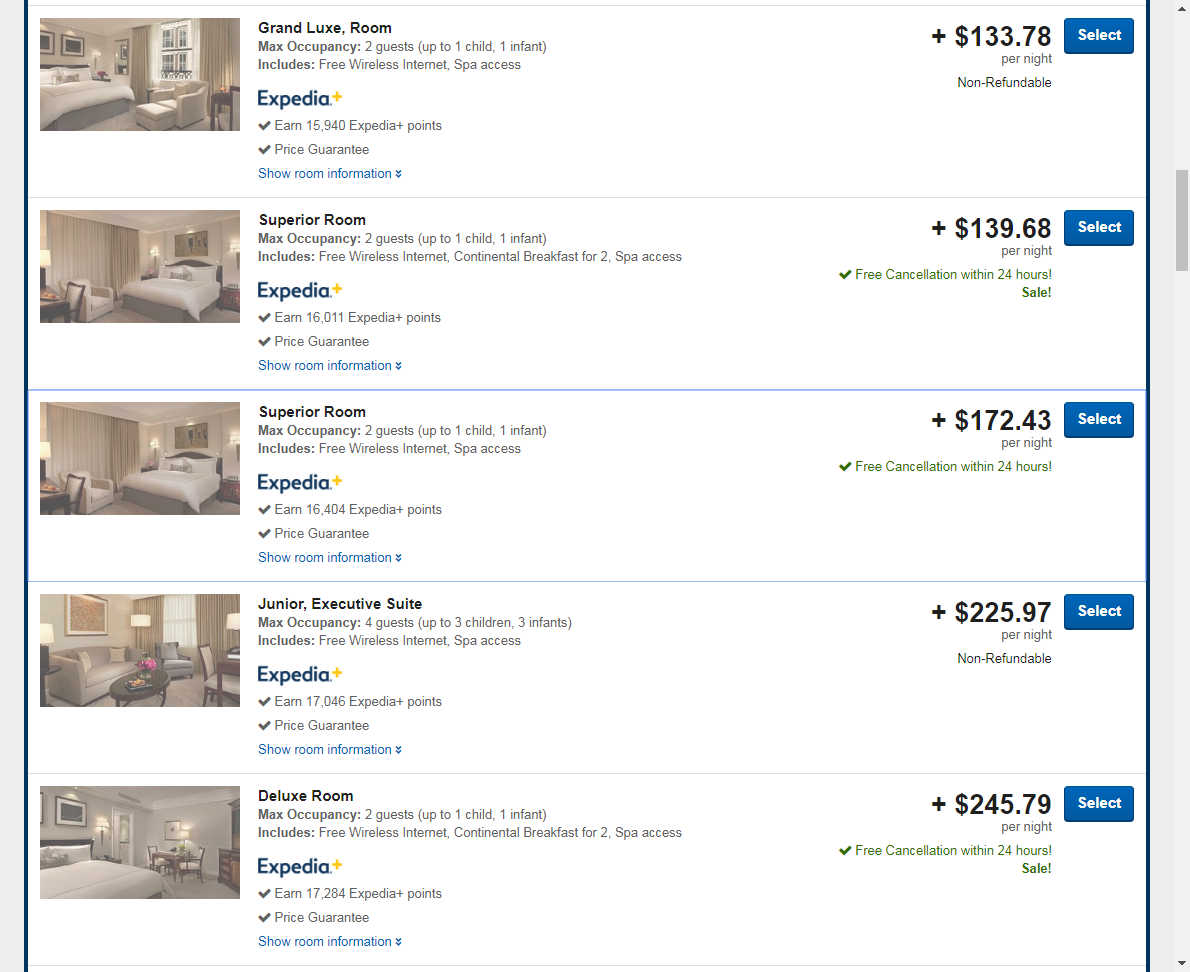 Grand Luxe, Room
Max Occupancy: 2 guests (up to 1 child, 1 infant)
Includes: Free Wireless Internet, Spa access
Expedia+
Earn 15,940 Expedia+ points
Price Guarantee
Show room information
+ $133.78
per night
Non-Refundable
Select
Superior Room
Max Occupancy: 2 guests (up to 1 child, 1 infant)
Includes: Free Wireless Internet, Continental Breakfast for 2, Spa access
Expedia+
Earn 16,011 Expedia+ points
Price Guarantee
Show room information
+ $139.68
per night
Free Cancellation within 24 hours!
Sale!
Select
Superior Room
Max Occupancy: 2 guests (up to 1 child, 1 infant)
Includes: Free Wireless Internet, Spa access
Expedia+
Earn 16,404 Expedia+ points
Price Guarantee
Show room information
+ $172.43
per night
Free Cancellation within 24 hours!
Select
Junior, Executive Suite
Max Occupancy: 4 guests (up to 3 children, 3 infants)
Includes: Free Wireless Internet, Spa access
Expedia+
Earn 17,046 Expedia+ points
Price Guarantee
Show room information
+ $225.97
per night
Non-Refundable
Select
Deluxe Room
Max Occupancy: 2 guests (up to 1 child, 1 infant)
Includes: Free Wireless Internet, Continental Breakfast for 2, Spa access
Expedia+
Earn 17,284 Expedia+ points
Price Guarantee
Show room information
+ $245.79
per night
Free Cancellation within 24 hours!
Sale!
Select